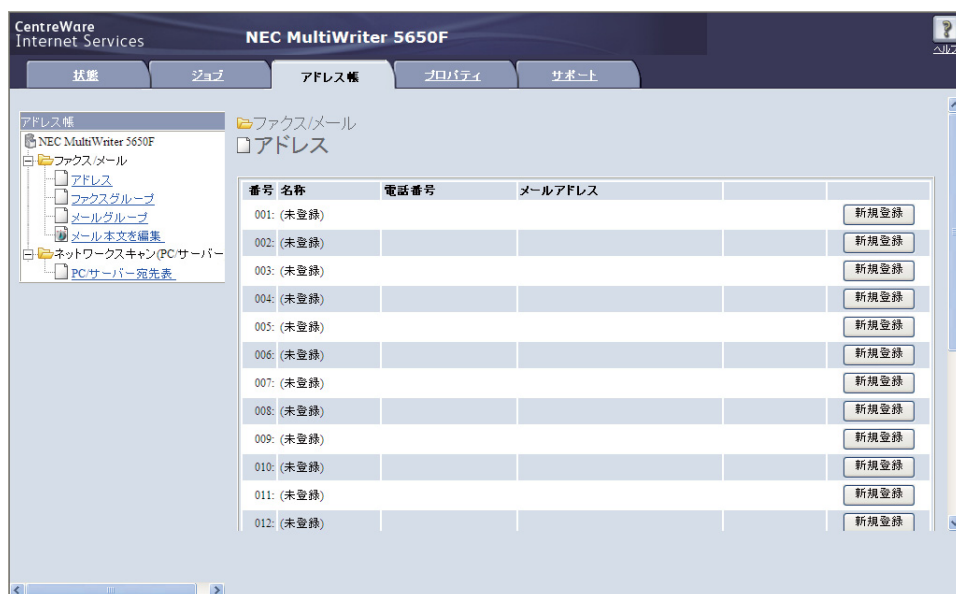 CentreWare
Internet Services
NEC MultiWriter 5650F
ヘルプ
状態
ジョブ
アドレス帳
プロパティ
サポート
アドレス帳
NEC MultiWriter 5650F
ファクス/メール
アドレス
ファクスグループ
メールグループ
メール本文を編集
ネットワークスキャン(PC/サーバー
PC/サーバー宛先表
ファクス/メール
アドレス
番号 名称 電話番号 メールアドレス
001: (未登録) 新規登録
002: (未登録) 新規登録
003: (未登録) 新規登録
004: (未登録) 新規登録
005: (未登録) 新規登録
006: (未登録) 新規登録
007: (未登録) 新規登録
008: (未登録) 新規登録
009: (未登録) 新規登録
010: (未登録) 新規登録
011: (未登録) 新規登録
012: (未登録) 新規登録